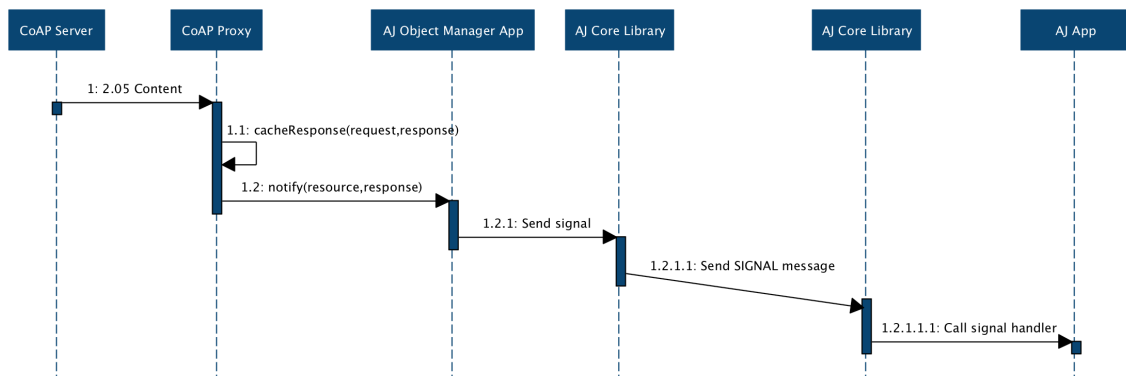 CoAP Server
CoAP Proxy
AJ Object Manager App
AJ Core Library
AJ Core Library
AJ App
1: 2.05 Content
1.1: cacheResponse(request,response)
1.2: notify(resource,response)
1.2.1: Send signal
1.2.1.1: Send SIGNAL message
1.2.1.1.1: Call signal handler